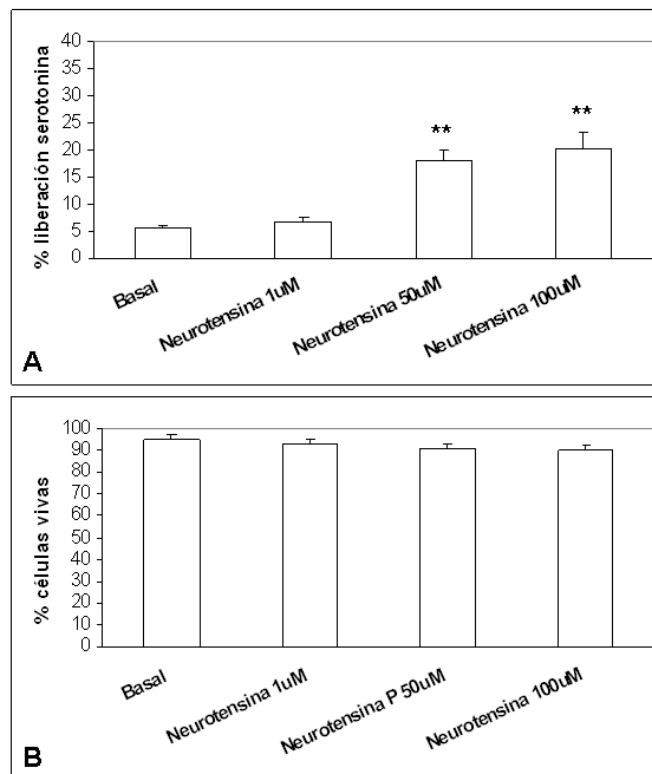 % liberación serotonina
40
35
30
25
20
15
10
5
0
**
**
Basal
Neurotensina 1uM
Neurotensina 50uM
Neurotensina 100uM
A
% células vivas
100
90
80
70
60
50
40
30
20
10
0
Basal
Neurotensina 1uM
Neurotensina P 50uM
Neurotensina 100uM
B